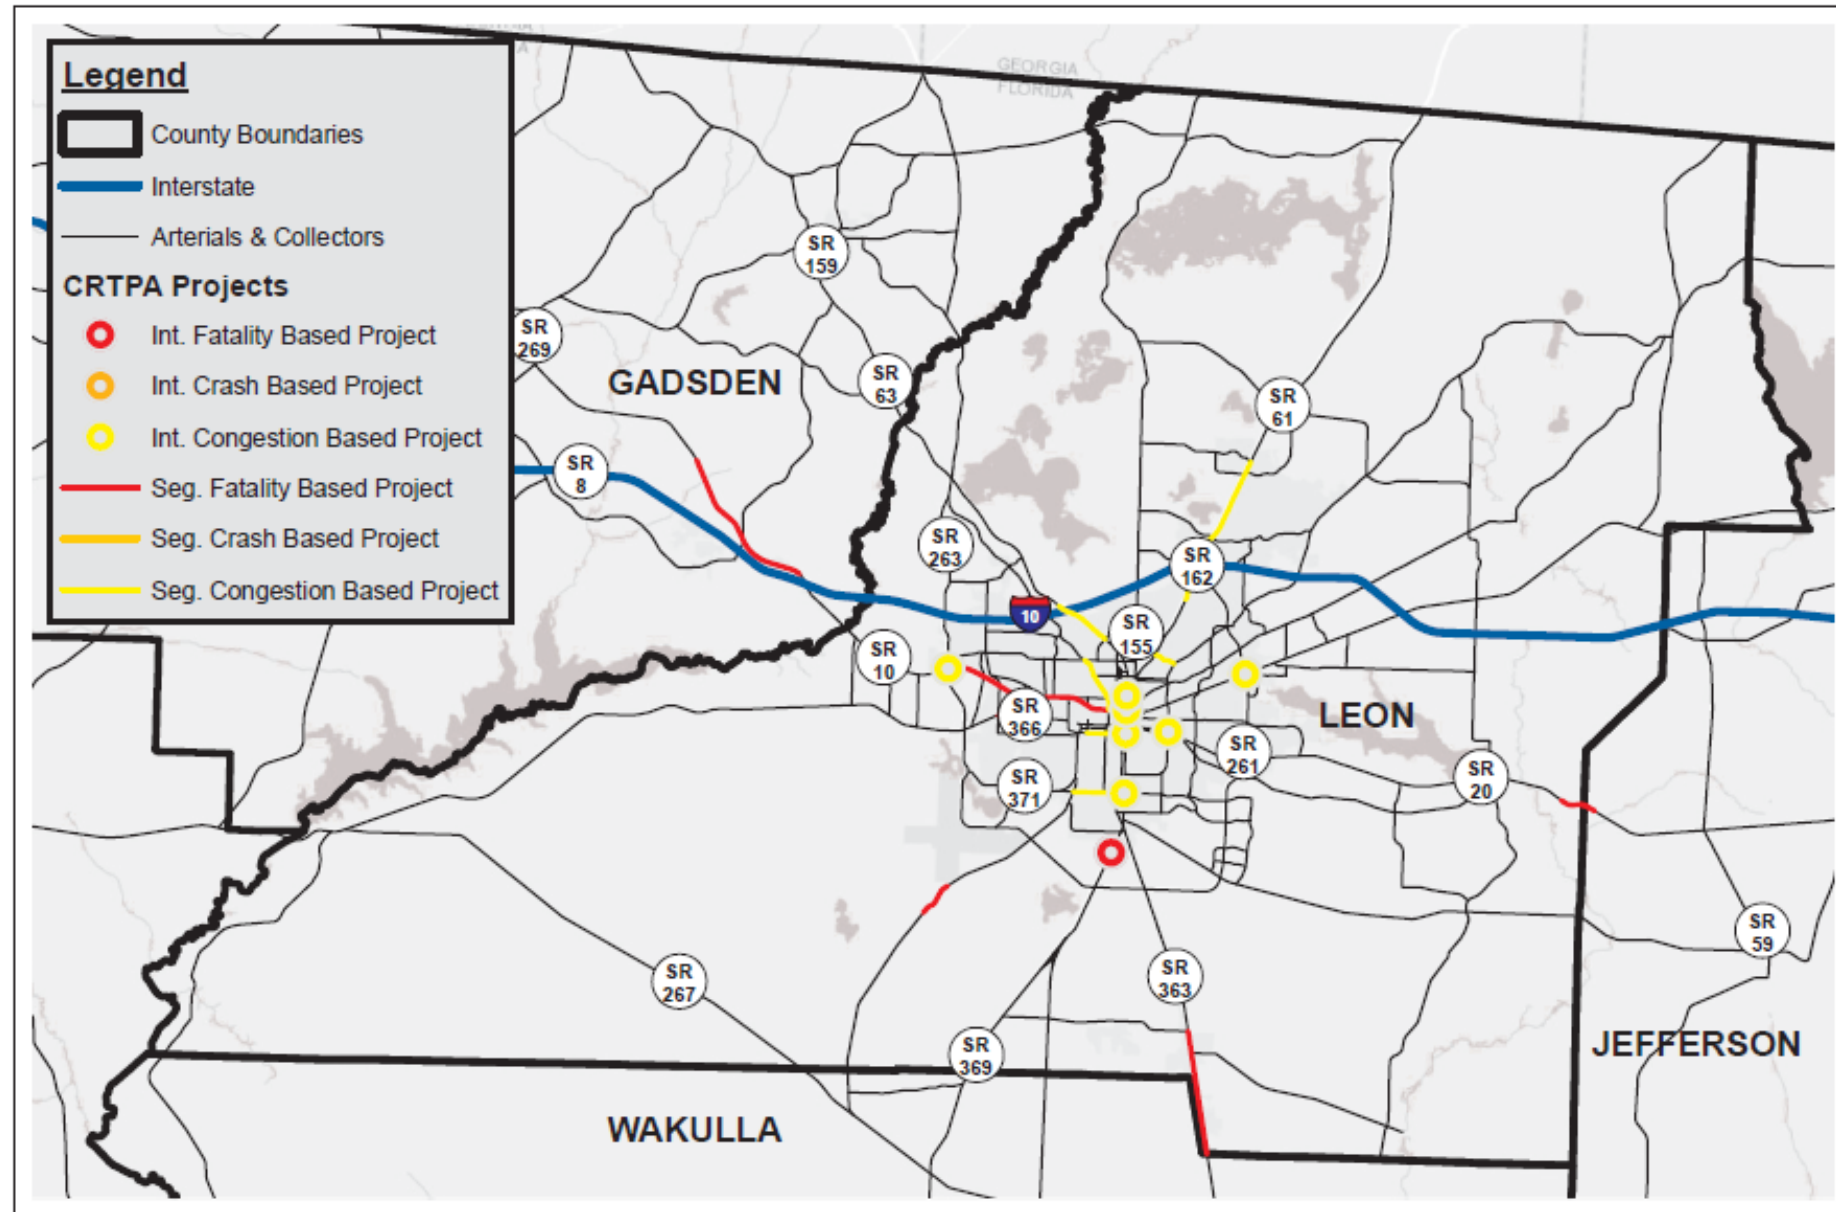 GEORGIA
FLORIDA
Legend
County Boundaries
Interstate
Arterials & Collectors
CRTPA Projects
Int. Fatality Based Project
Int. Crash Based Project
Int. Congestion Based Project
Seg. Fatality Based Project
Seg. Crash Based Project
Seg. Congestion Based Project
SR
159
SR
269
GADSDEN
SR
63
SR
61
SR
8
SR
263
SR
162
10
SR
155
SR
10
SR
366
LEON
SR
261
SR
371
SR
20
SR
59
SR
267
SR
363
SR
369
JEFFERSON
WAKULLA